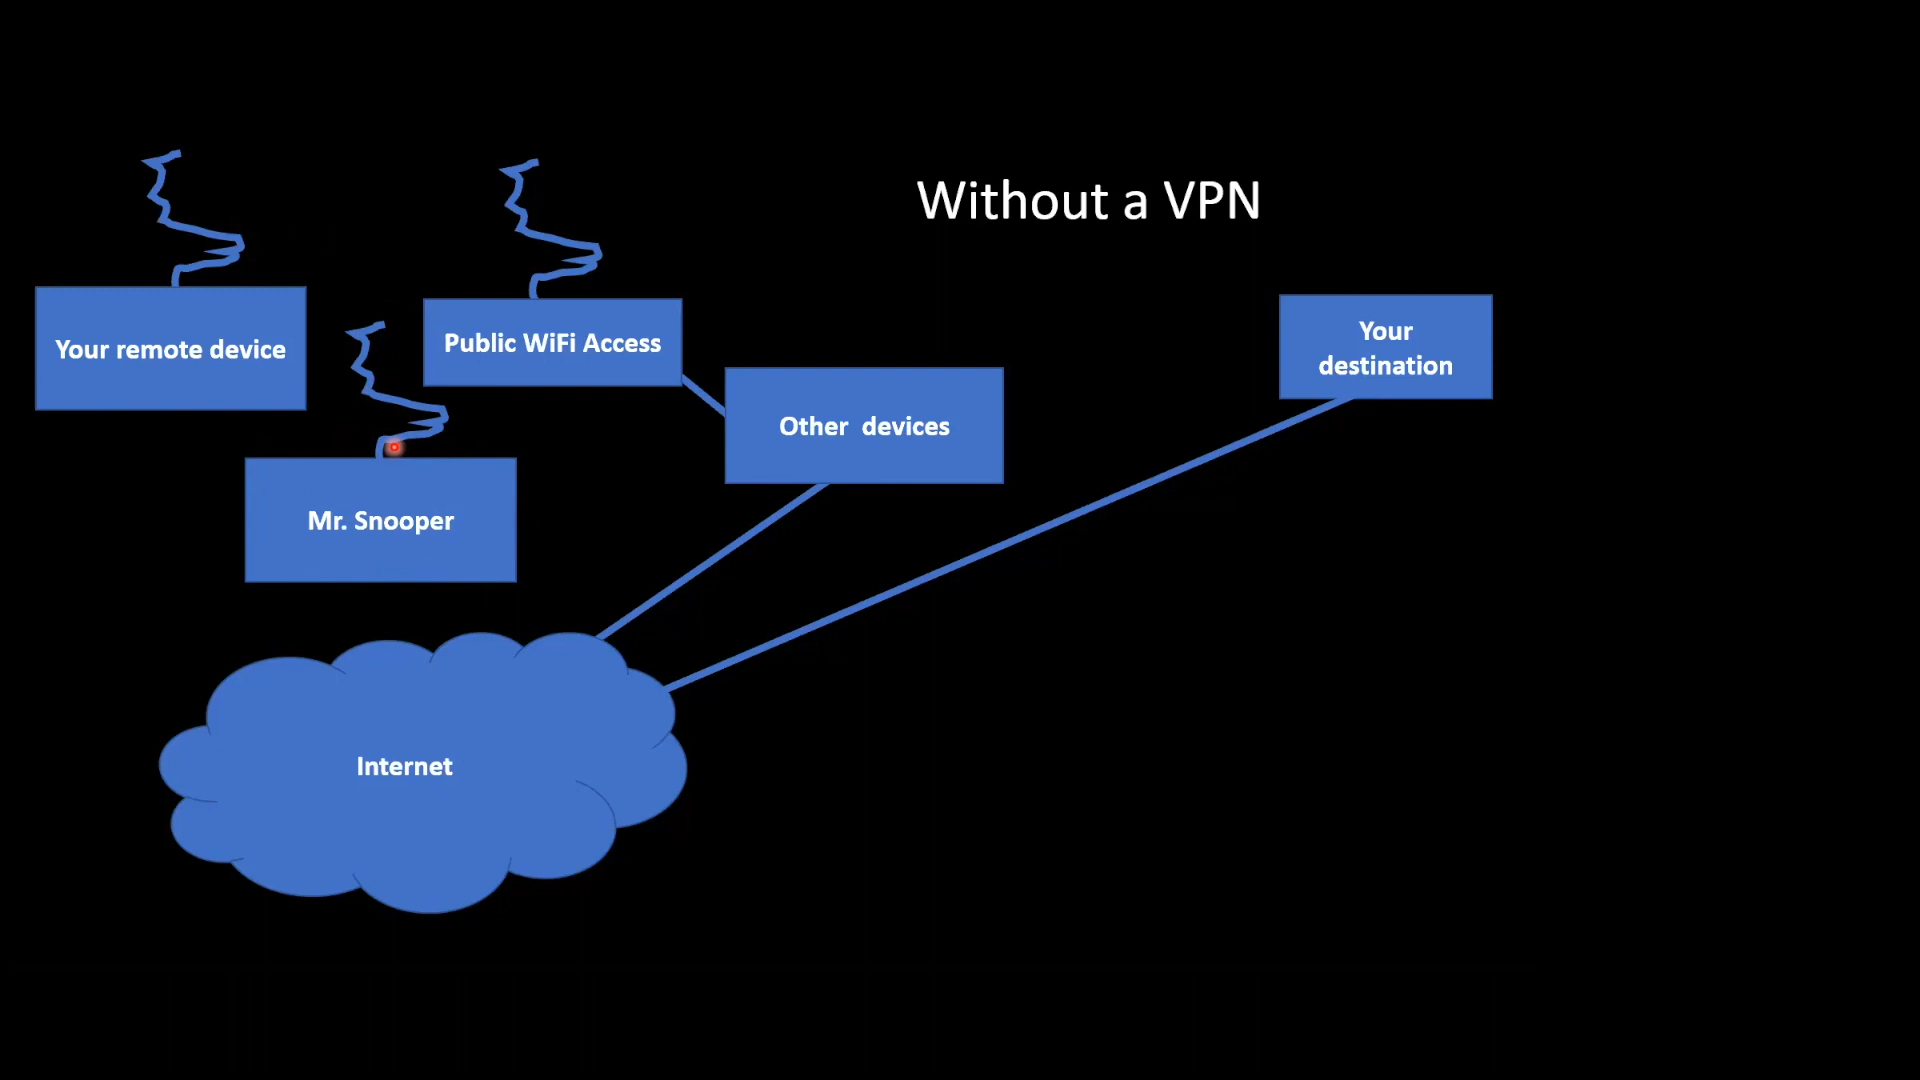 Without a VPN
Your remote device
Public WiFi Access
Your
destination
Other devices
Mr. Snooper
Internet